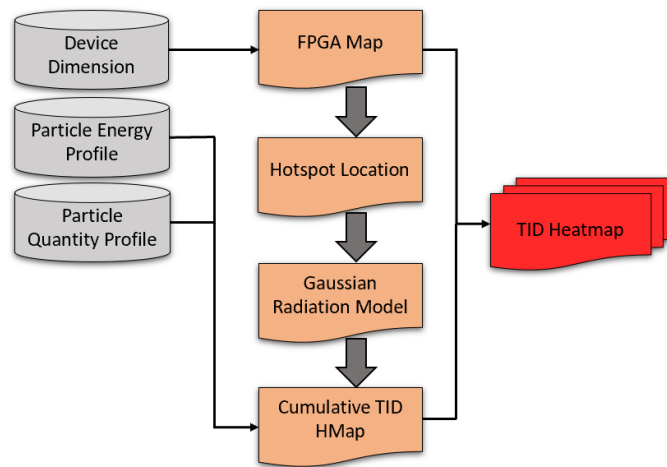 Device
Dimension
FPGA Map
Particle Energy
Profile
Hotspot Location
Particle
Quantity Profile
TID Heatmap
Gaussian
Radiation Model
Cumulative TID
HMap